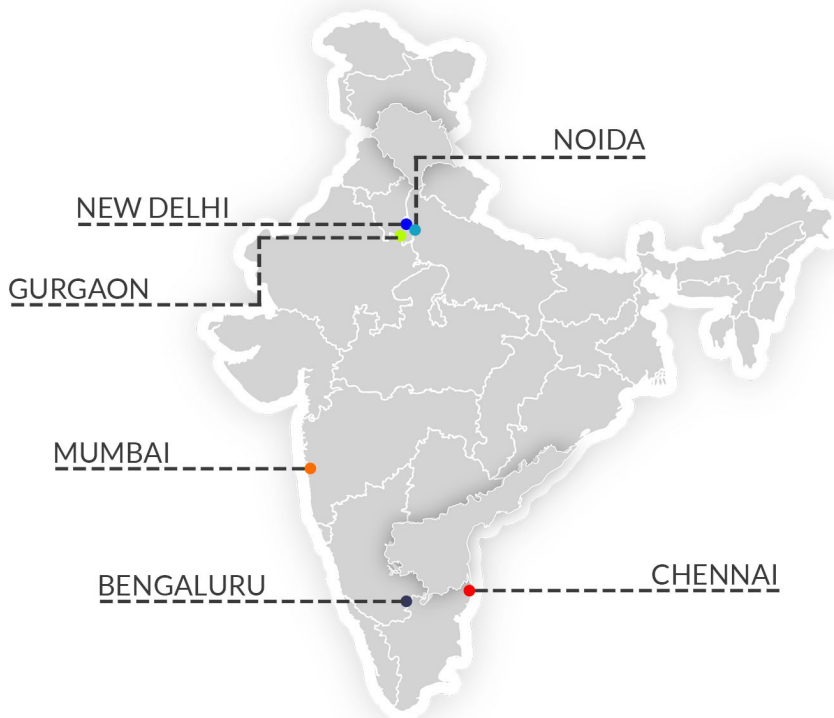 NOIDA
NEW DELHI
GURGAON
MUMBAI
BENGALURU
CHENNAI